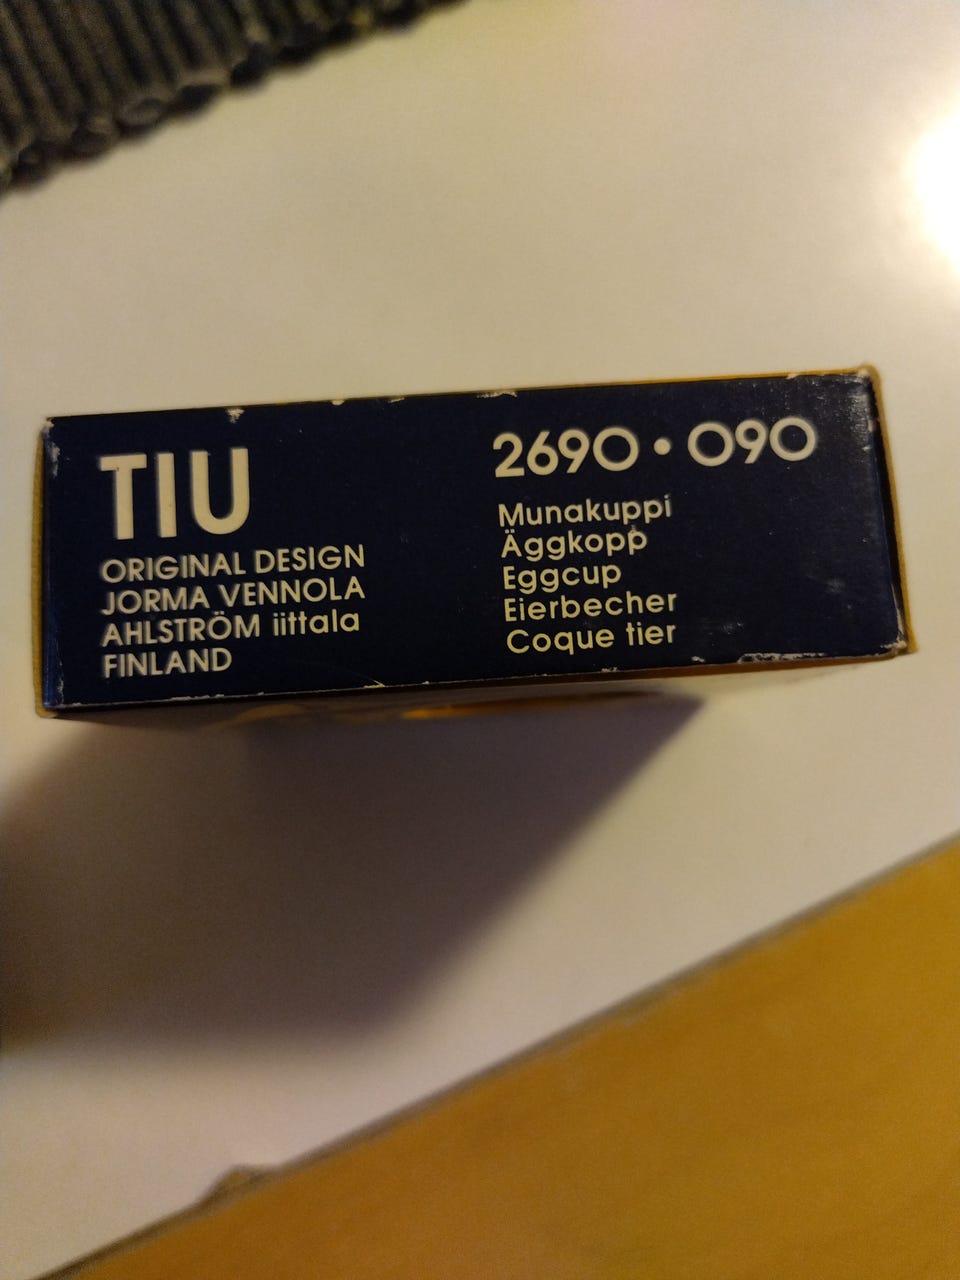 TIU
ORIGINAL DESIGN
JORMA VENNOLA
AHLSTRÖM iittala
FINLAND
2690•090
Munakuppi
Äggkopp
Eggcup
Eierbecher
Coque tier